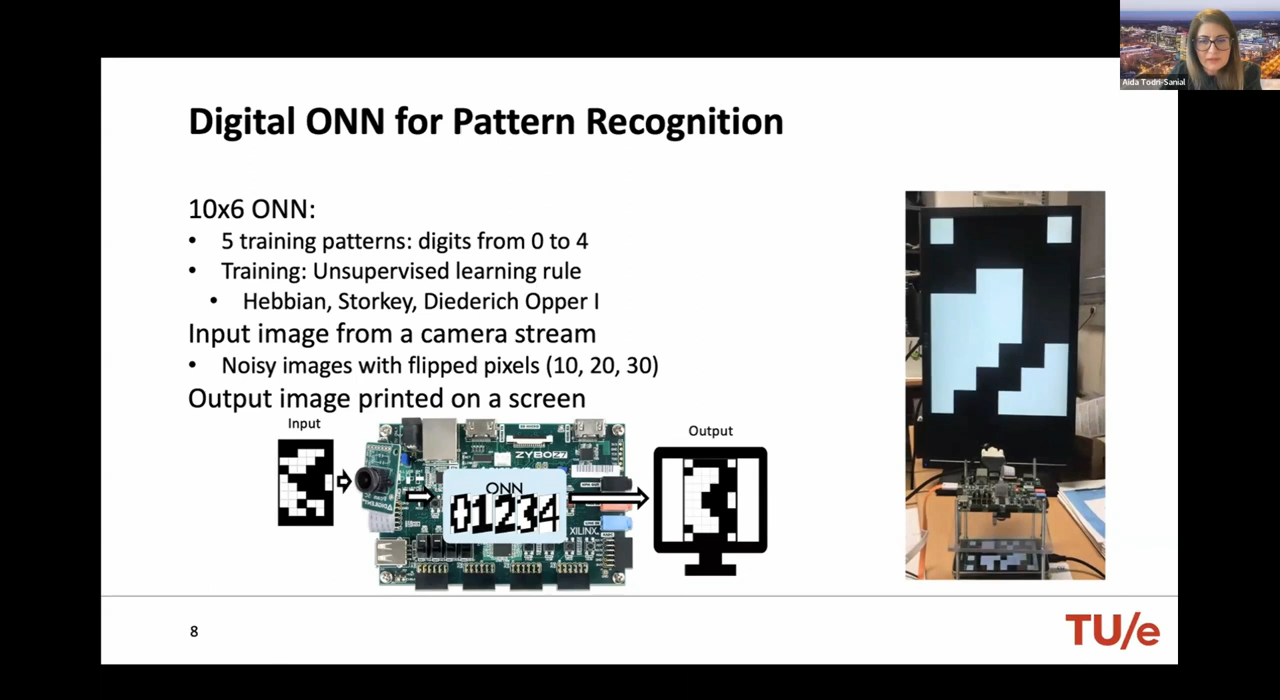 Aida Todri-Sanial
Digital ONN for Pattern Recognition
10x6 ONN:
• 5 training patterns: digits from 0 to 4
• Training: Unsupervised learning rule
• Hebbian, Storkey, Diederich Opper I
Input image from a camera stream
• Noisy images with flipped pixels (10, 20, 30)
Output image printed on a screen
Input
Output
ZYBO Z7
ONN
01234
XILINX
8
TU/e